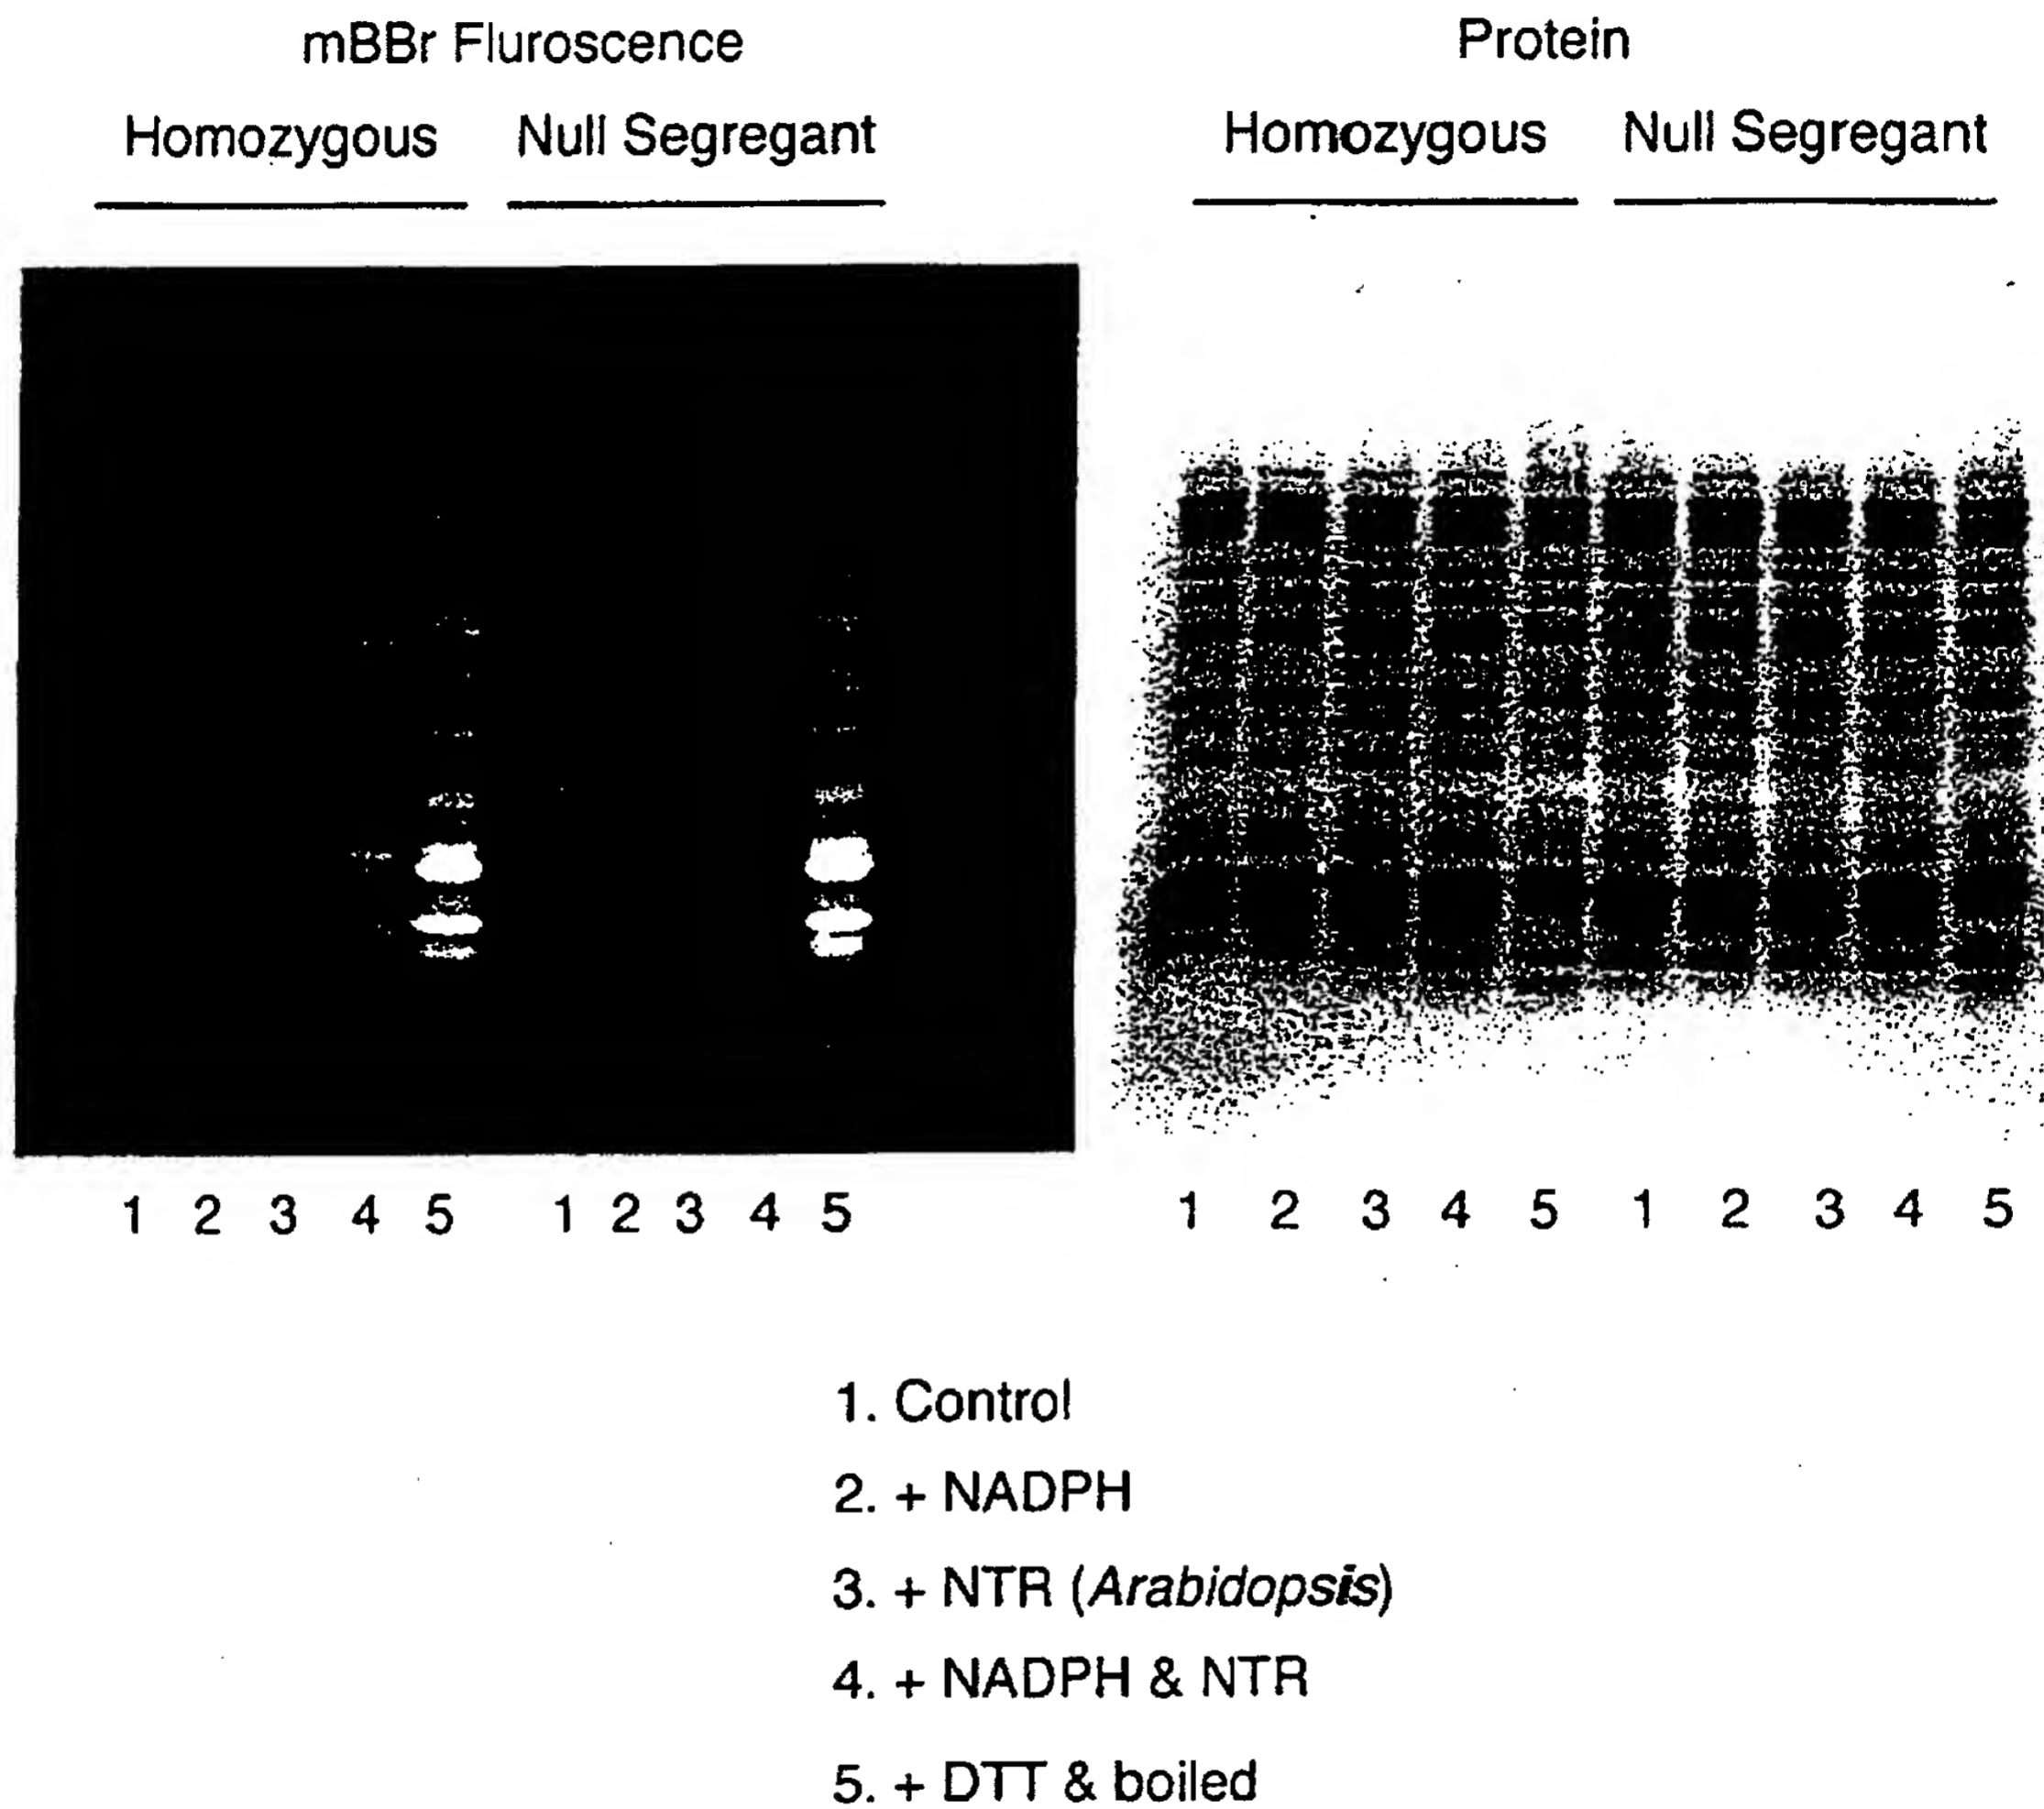 mBBr Fluroscence
Protein
Homozygous Null Segregant
Homozygous Null Segregant
1 2 3 4 5 1 2 3 4 5
1 2 3 4 5 1 2 3 4 5
1. Control
2. + NADPH
3. + NTR (Arabidopsis)
4. + NADPH & NTR
5. + DTT & boiled